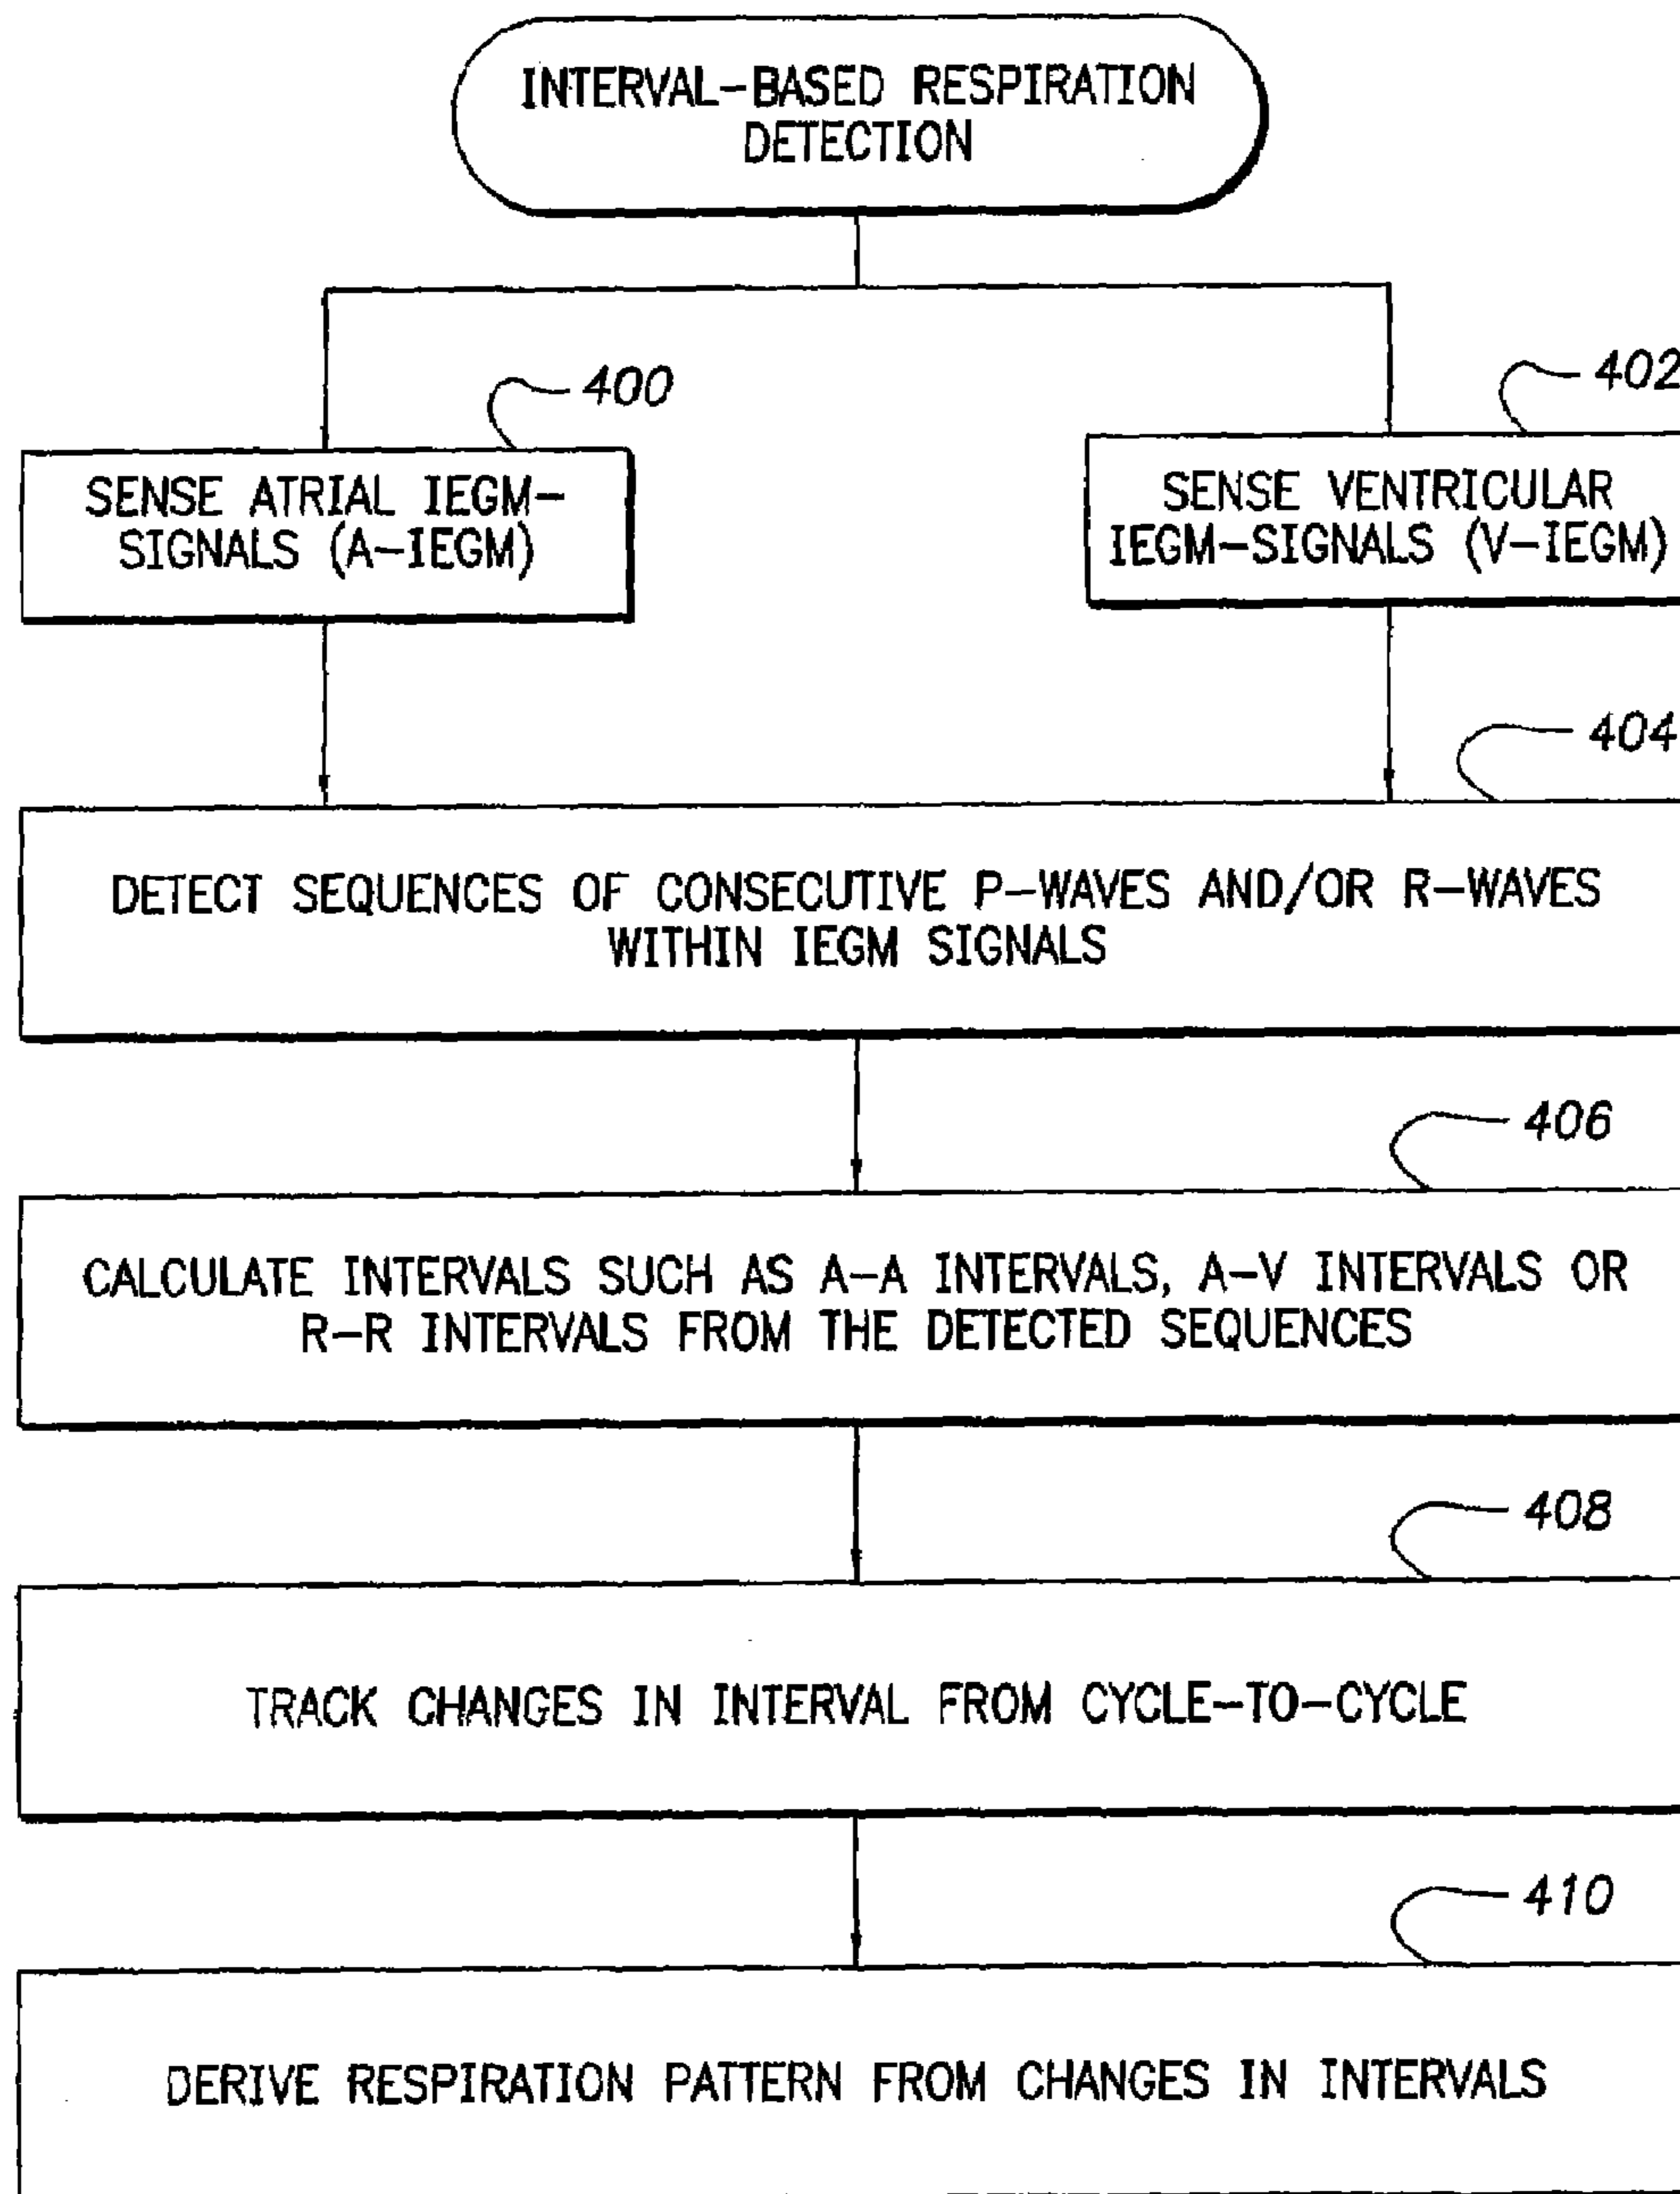 INTERVAL-BASED RESPIRATION
DETECTION
400
402
SENSE ATRIAL IEGM-
SIGNALS (A-IEGM)
SENSE VENTRICULAR
IEGM-SIGNALS (V-IEGM)
404
DETECT SEQUENCES OF CONSECUTIVE P-WAVES AND/OR R-WAVES
WITHIN IEGM SIGNALS
406
CALCULATE INTERVALS SUCH AS A-A INTERVALS, A-V INTERVALS OR
R-R INTERVALS FROM THE DETECTED SEQUENCES
408
TRACK CHANGES IN INTERVAL FROM CYCLE-TO-CYCLE
410
DERIVE RESPIRATION PATTERN FROM CHANGES IN INTERVALS